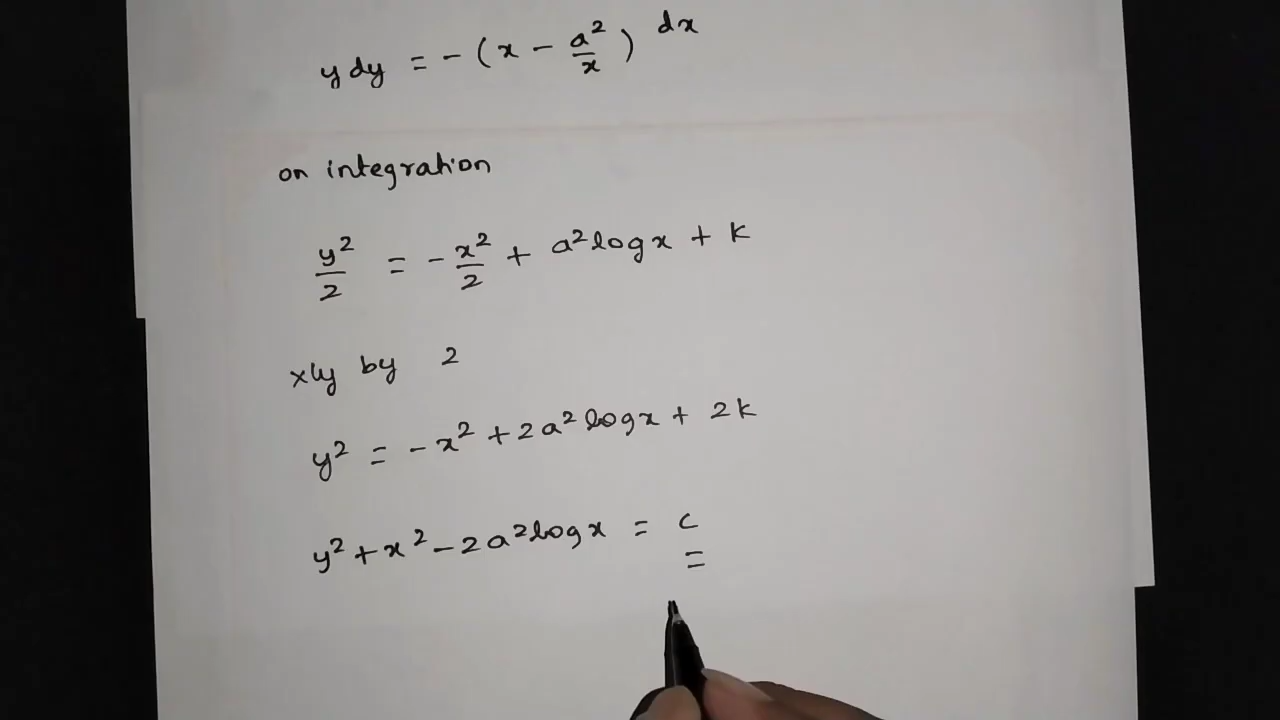 y dy = - (x - a²/x) dx
on integration
y²/2 = - x²/2 + a² log x + k
xly by 2
y² = - x² + 2a² log x + 2k
y² + x² - 2a² log x = c